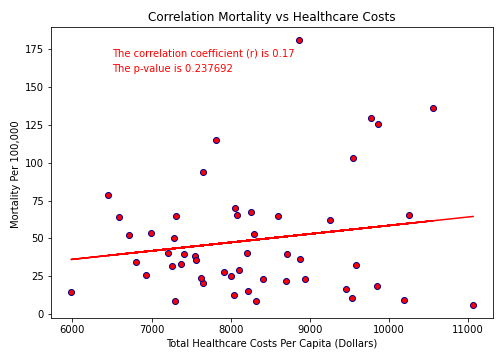 Correlation Mortality vs Healthcare Costs
The correlation coefficient (r) is 0.17
The p-value is 0.237692
Mortality Per 100,000
175
150
125
100
75
50
25
0
6000 7000 8000 9000 10000 11000
Total Healthcare Costs Per Capita (Dollars)